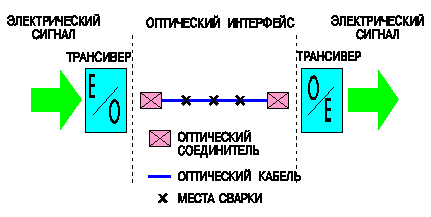 ЭЛЕКТРИЧЕСКИЙ
СИГНАЛ
ОПТИЧЕСКИЙ ИНТЕРФЕЙС
ЭЛЕКТРИЧЕСКИЙ
СИГНАЛ
ТРАНСИВЕР
ТРАНСИВЕР
E/O
O/E
ОПТИЧЕСКИЙ
СОЕДИНИТЕЛЬ
ОПТИЧЕСКИЙ КАБЕЛЬ
МЕСТА СВАРКИ